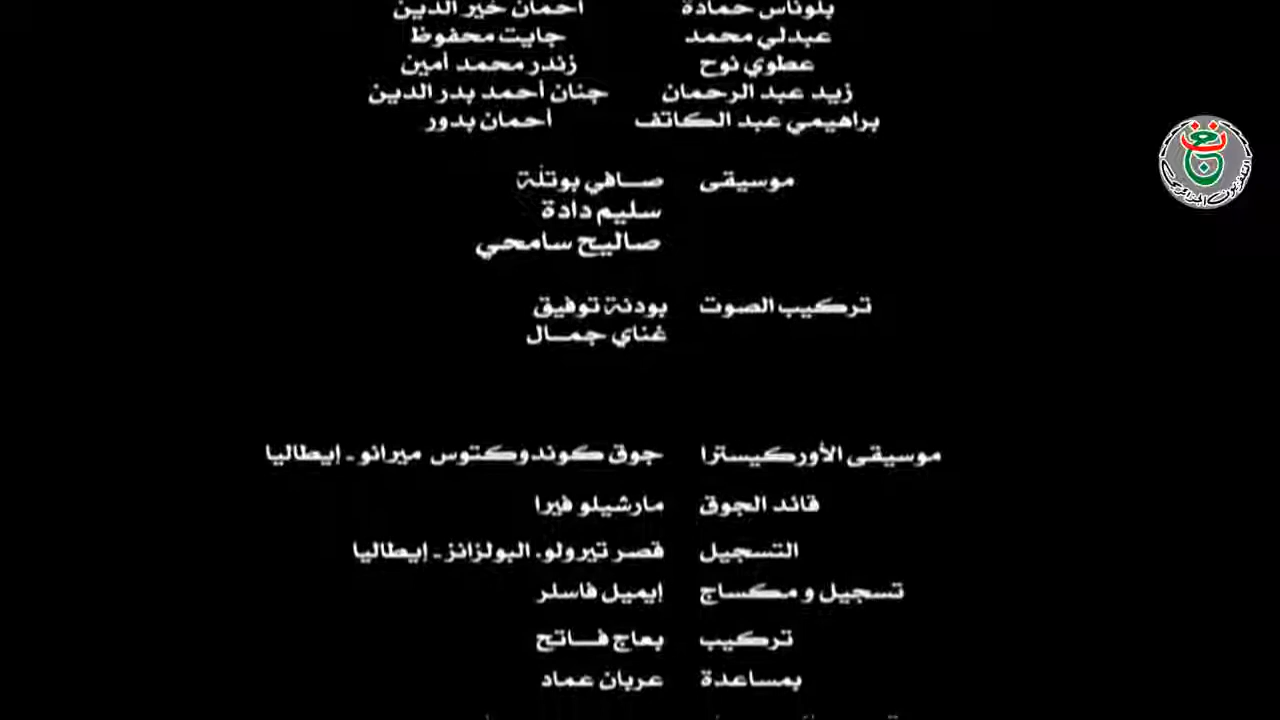 بلوناس حمادة احمان خير الدين
عبدلي محمد جايت محفوظ
عطوي نوح زندر محمد أمين
زيد عبد الرحمان جنان أحمد بدر الدين
براهيمي عبد الكاتف أحمان بدور
موسيقى صافي بوتلة
سليم دادة
صاليح سامحي
تركيب الصوت بودنة توفيق
غناي جمال
موسيقى الأوركيسترا جوق كوندوكتوس ميرانو - إيطاليا
قائد الجوق مارشيلو فيرا
التسجيل قصر تيرولو. البولزانز - إيطاليا
تسجيل و مكساج إيميل فاسلر
تركيب بعاج فاتح
بمساعدة عربان عماد
التلفزيون الجزائري